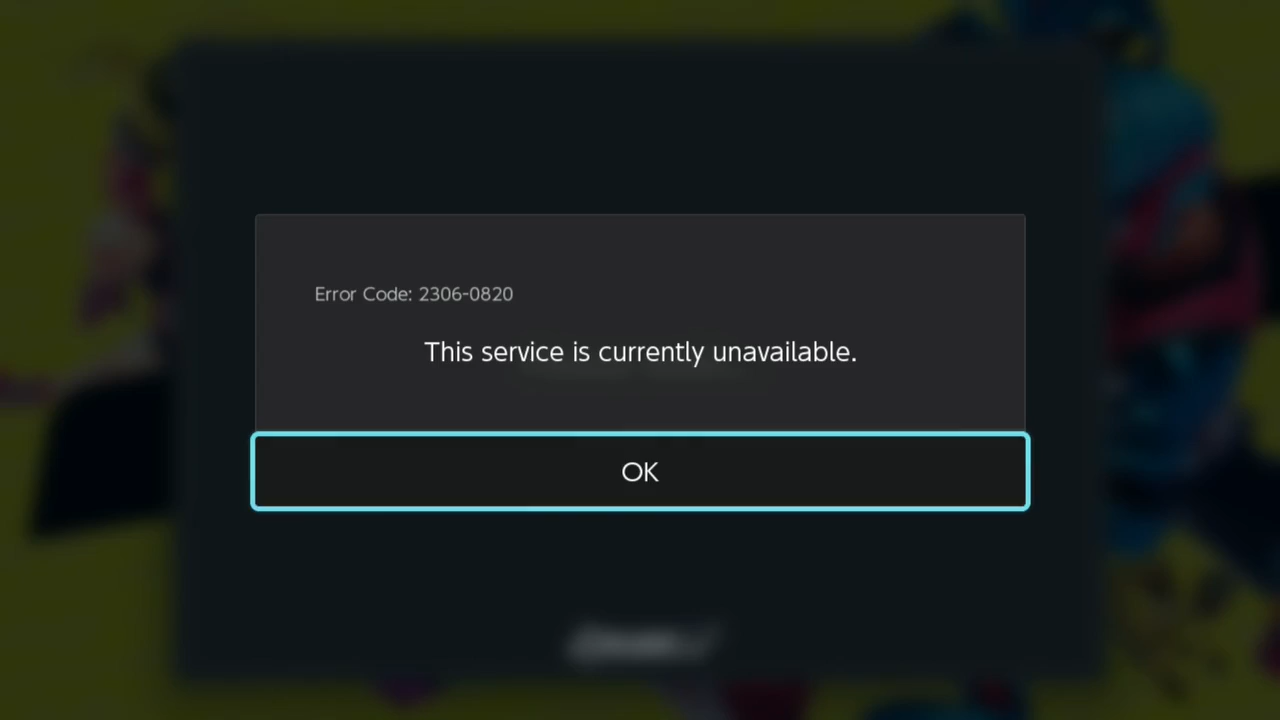 Error Code: 2306-0820
This service is currently unavailable.
OK